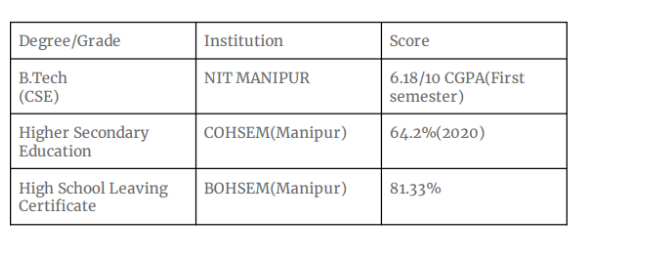 Degree/Grade Institution Score
B.Tech NIT MANIPUR 6.18/10 CGPA(First
(CSE) semester)
Higher Secondary COHSEM(Manipur) 64.2%(2020)
Education
High School Leaving BOHSEM(Manipur) 81.33%
Certificate